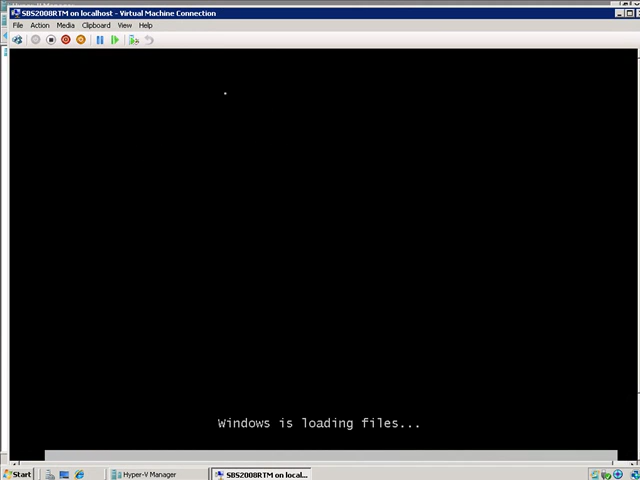 SBS2008RTM on localhost - Virtual Machine Connection
File Action Media Clipboard View Help
Windows is loading files...
Start Hyper-V Manager SBS2008RTM on local...